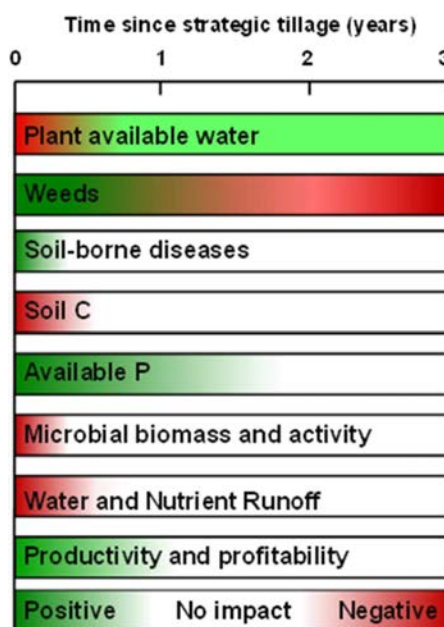 Time since strategic tillage (years)
0 1 2 3
Plant available water
Weeds
Soil-borne diseases
Soil C
Available P
Microbial biomass and activity
Water and Nutrient Runoff
Productivity and profitability
Positive No impact Negative